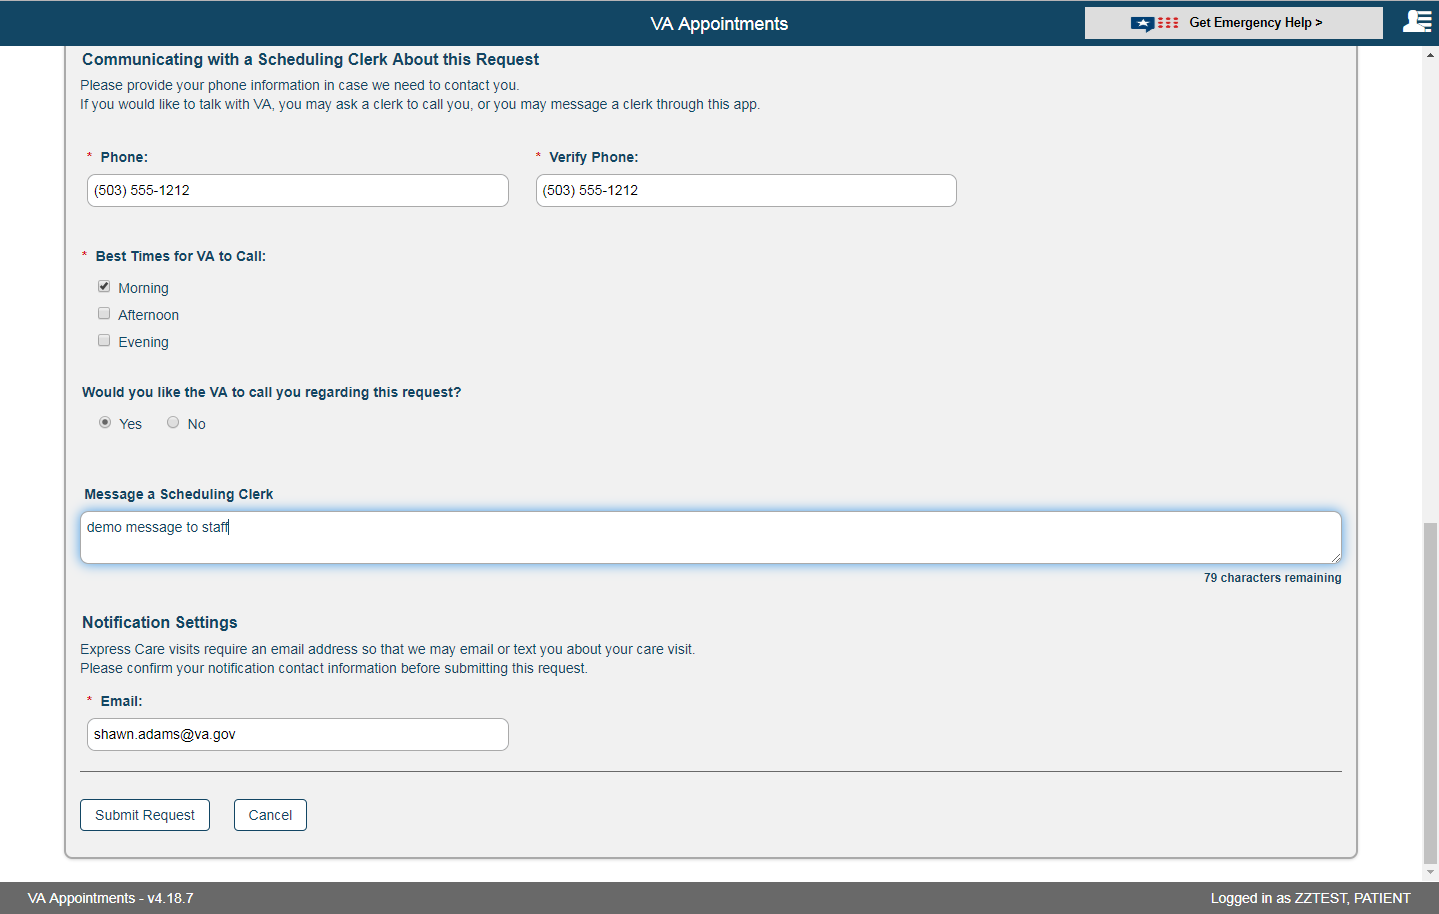 VA Appointments
Get Emergency Help >
Communicating with a Scheduling Clerk About this Request
Please provide your phone information in case we need to contact you.
If you would like to talk with VA, you may ask a clerk to call you, or you may message a clerk through this app.
* Phone:
* Verify Phone:
(503) 555-1212
(503) 555-1212
* Best Times for VA to Call:
Morning
Afternoon
Evening
Would you like the VA to call you regarding this request?
Yes No
Message a Scheduling Clerk
demo message to staff
79 characters remaining
Notification Settings
Express Care visits require an email address so that we may email or text you about your care visit.
Please confirm your notification contact information before submitting this request.
* Email:
shawn.adams@va.gov
Submit Request
Cancel
VA Appointments - v4.18.7
Logged in as ZZTEST, PATIENT